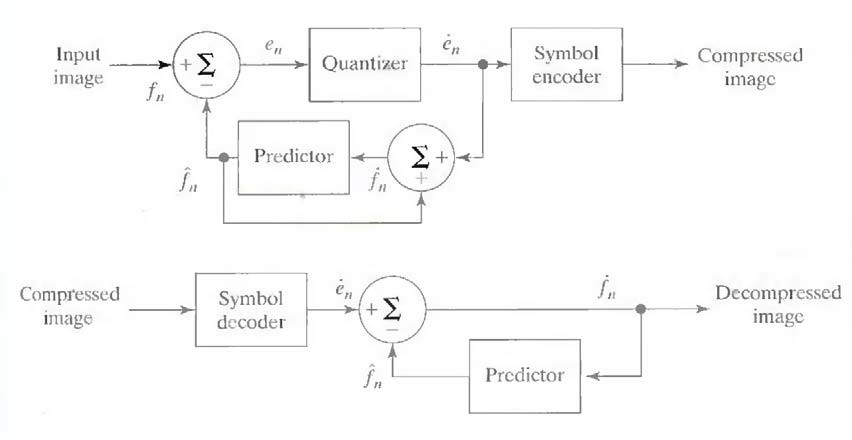 Input
image
f_n
+ Σ
−
e_n
Quantizer
ė_n
Symbol
encoder
Compressed
image
f̂_n
Predictor
ḟ_n
Σ +
+
Compressed
image
Symbol
decoder
ė_n
+ Σ
−
ḟ_n
Decompressed
image
f̂_n
Predictor